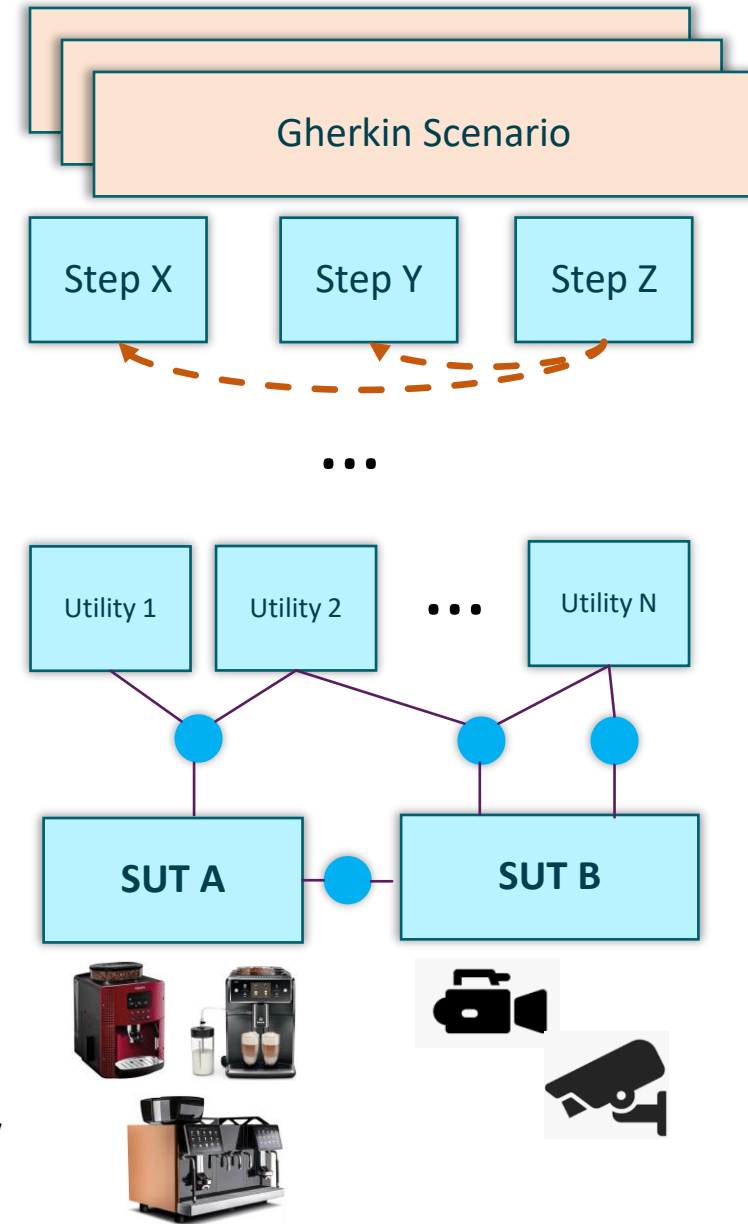 Gherkin Scenario
Step X
Step Y
Step Z
...
Utility 1
Utility 2
...
Utility N
SUT A
SUT B